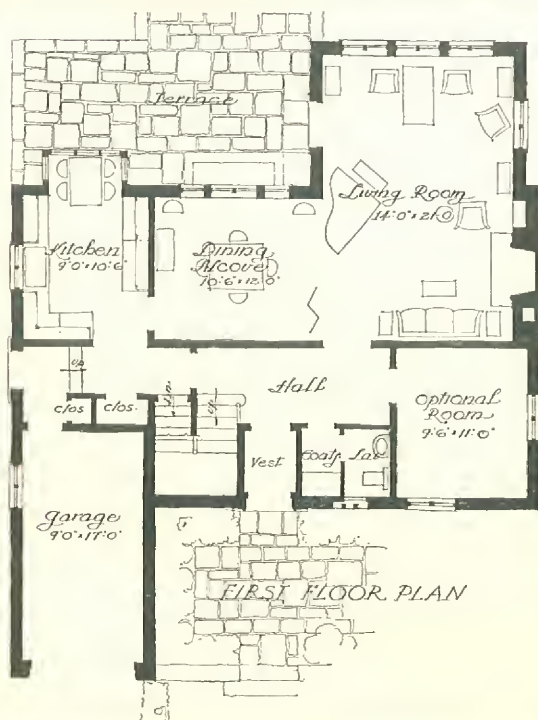 Terrace
Living Room
14'·0"×21'·0"
Kitchen
9'·0"×10'·6"
Dining
Alcove
10'·6"×12'·0"
up
Hall
Optional
Room
9'·6"×11'·0"
clos.
clos.
up
Vest
Coats
Lav
Garage
9'·0"×17'·0"
FIRST FLOOR PLAN